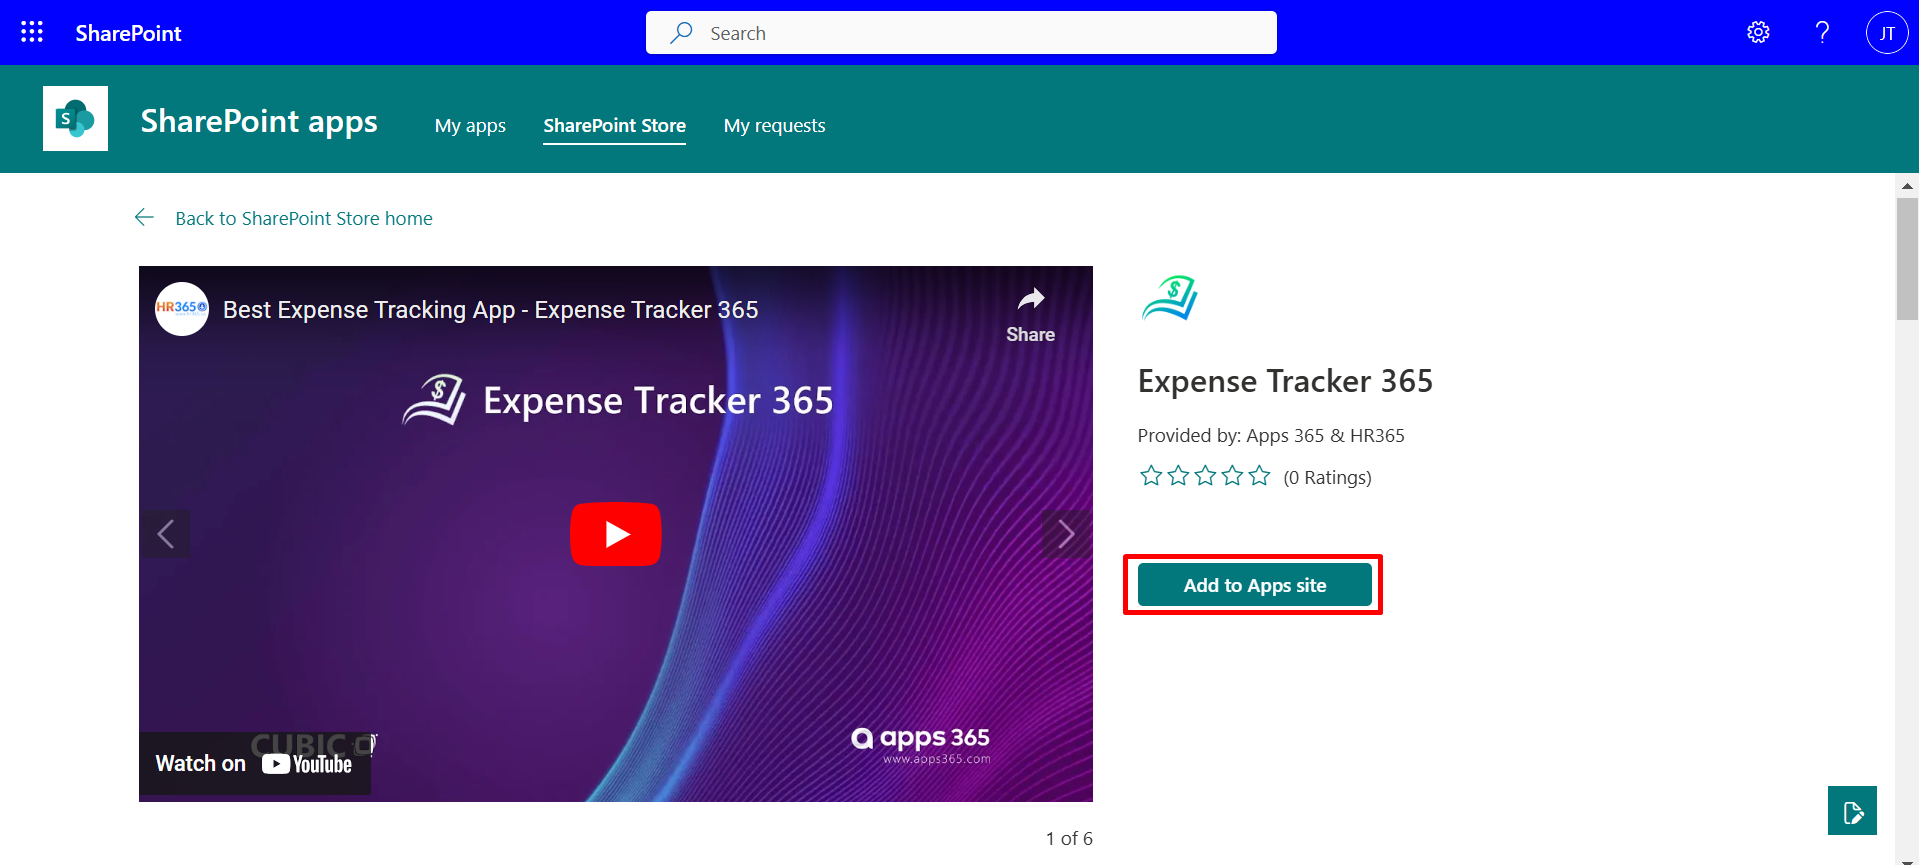 SharePoint
Search
?
JT
S
SharePoint apps
My apps
SharePoint Store
My requests
Back to SharePoint Store home
HR365
Best Expense Tracking App - Expense Tracker 365
Share
$
Expense Tracker 365
$
Expense Tracker 365
Provided by: Apps 365 & HR365
(0 Ratings)
Add to Apps site
CUBIC
Watch on YouTube
apps 365
www.apps365.com
1 of 6